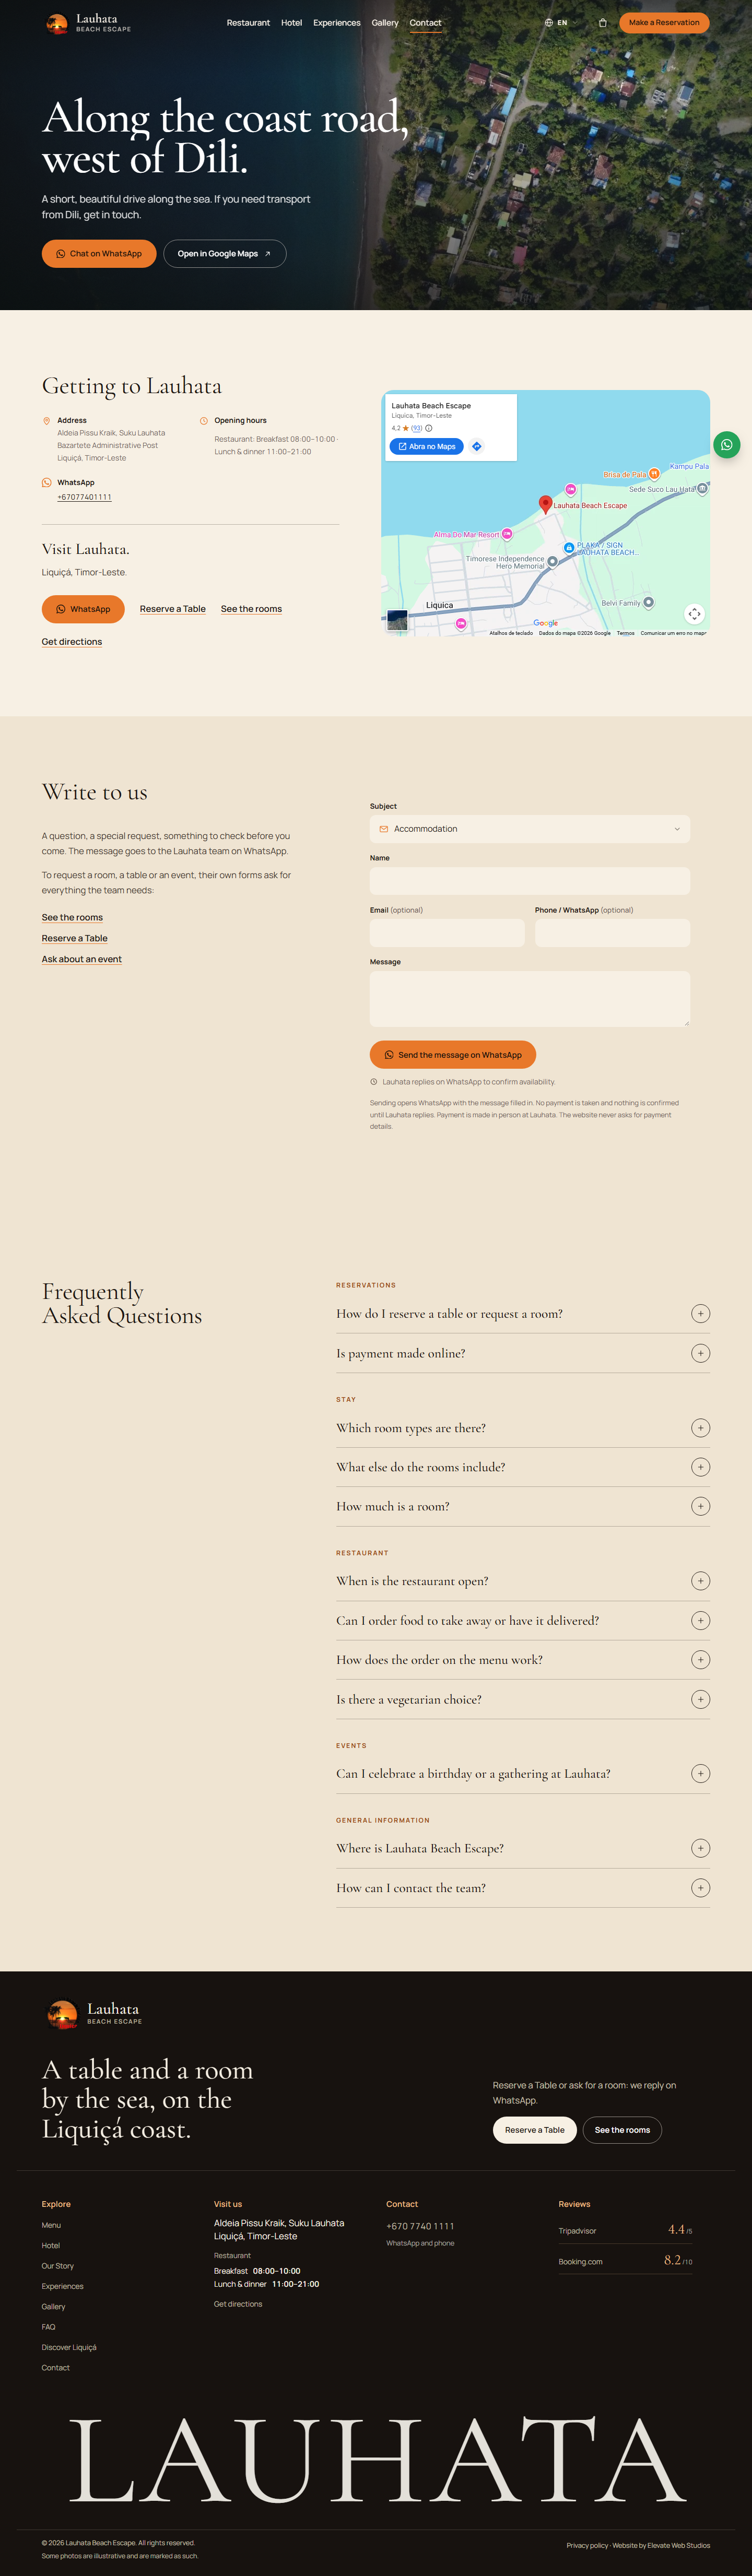 Lauhata
BEACH ESCAPE
Restaurant Hotel Experiences Gallery Contact
EN
Make a Reservation
Along the coast road,
west of Dili.
A short, beautiful drive along the sea. If you need transport
from Dili, get in touch.
Chat on WhatsApp
Open in Google Maps
Getting to Lauhata
Address
Aldeia Pissu Kraik, Suku Lauhata
Bazartete Administrative Post
Liquiçá, Timor-Leste
Opening hours
Restaurant: Breakfast 08:00–10:00 ·
Lunch & dinner 11:00–21:00
WhatsApp
+67077401111
Visit Lauhata.
Liquiçá, Timor-Leste.
WhatsApp
Reserve a Table
See the rooms
Get directions
Lauhata Beach Escape
Liquica, Timor-Leste
4,2 (93)
Abra no Maps
Kampu Pala
Brisa de Pala
Sede Suco Lau Hata
Lauhata Beach Escape
Alma Do Mar Resort
PLAKA / SIGN
LAUHATA BEACH...
Timorese Independence
Hero Memorial
Liquica
Belvi Family
Google
Atalhos de teclado Dados do mapa ©2026 Google Termos Comunicar um erro no mapa
Write to us
A question, a special request, something to check before you
come. The message goes to the Lauhata team on WhatsApp.
To request a room, a table or an event, their own forms ask for
everything the team needs:
See the rooms
Reserve a Table
Ask about an event
Subject
Accommodation
Name
Email (optional)
Phone / WhatsApp (optional)
Message
Send the message on WhatsApp
Lauhata replies on WhatsApp to confirm availability.
Sending opens WhatsApp with the message filled in. No payment is taken and nothing is confirmed
until Lauhata replies. Payment is made in person at Lauhata. The website never asks for payment
details.
Frequently
Asked Questions
RESERVATIONS
How do I reserve a table or request a room?
Is payment made online?
STAY
Which room types are there?
What else do the rooms include?
How much is a room?
RESTAURANT
When is the restaurant open?
Can I order food to take away or have it delivered?
How does the order on the menu work?
Is there a vegetarian choice?
EVENTS
Can I celebrate a birthday or a gathering at Lauhata?
GENERAL INFORMATION
Where is Lauhata Beach Escape?
How can I contact the team?
Lauhata
BEACH ESCAPE
A table and a room
by the sea, on the
Liquiçá coast.
Reserve a Table or ask for a room: we reply on
WhatsApp.
Reserve a Table
See the rooms
Explore
Menu
Hotel
Our Story
Experiences
Gallery
FAQ
Discover Liquiçá
Contact
Visit us
Aldeia Pissu Kraik, Suku Lauhata
Liquiçá, Timor-Leste
Restaurant
Breakfast 08:00–10:00
Lunch & dinner 11:00–21:00
Get directions
Contact
+670 7740 1111
WhatsApp and phone
Reviews
Tripadvisor 4.4 /5
Booking.com 8.2 /10
LAUHATA
© 2026 Lauhata Beach Escape. All rights reserved.
Some photos are illustrative and are marked as such.
Privacy policy · Website by Elevate Web Studios